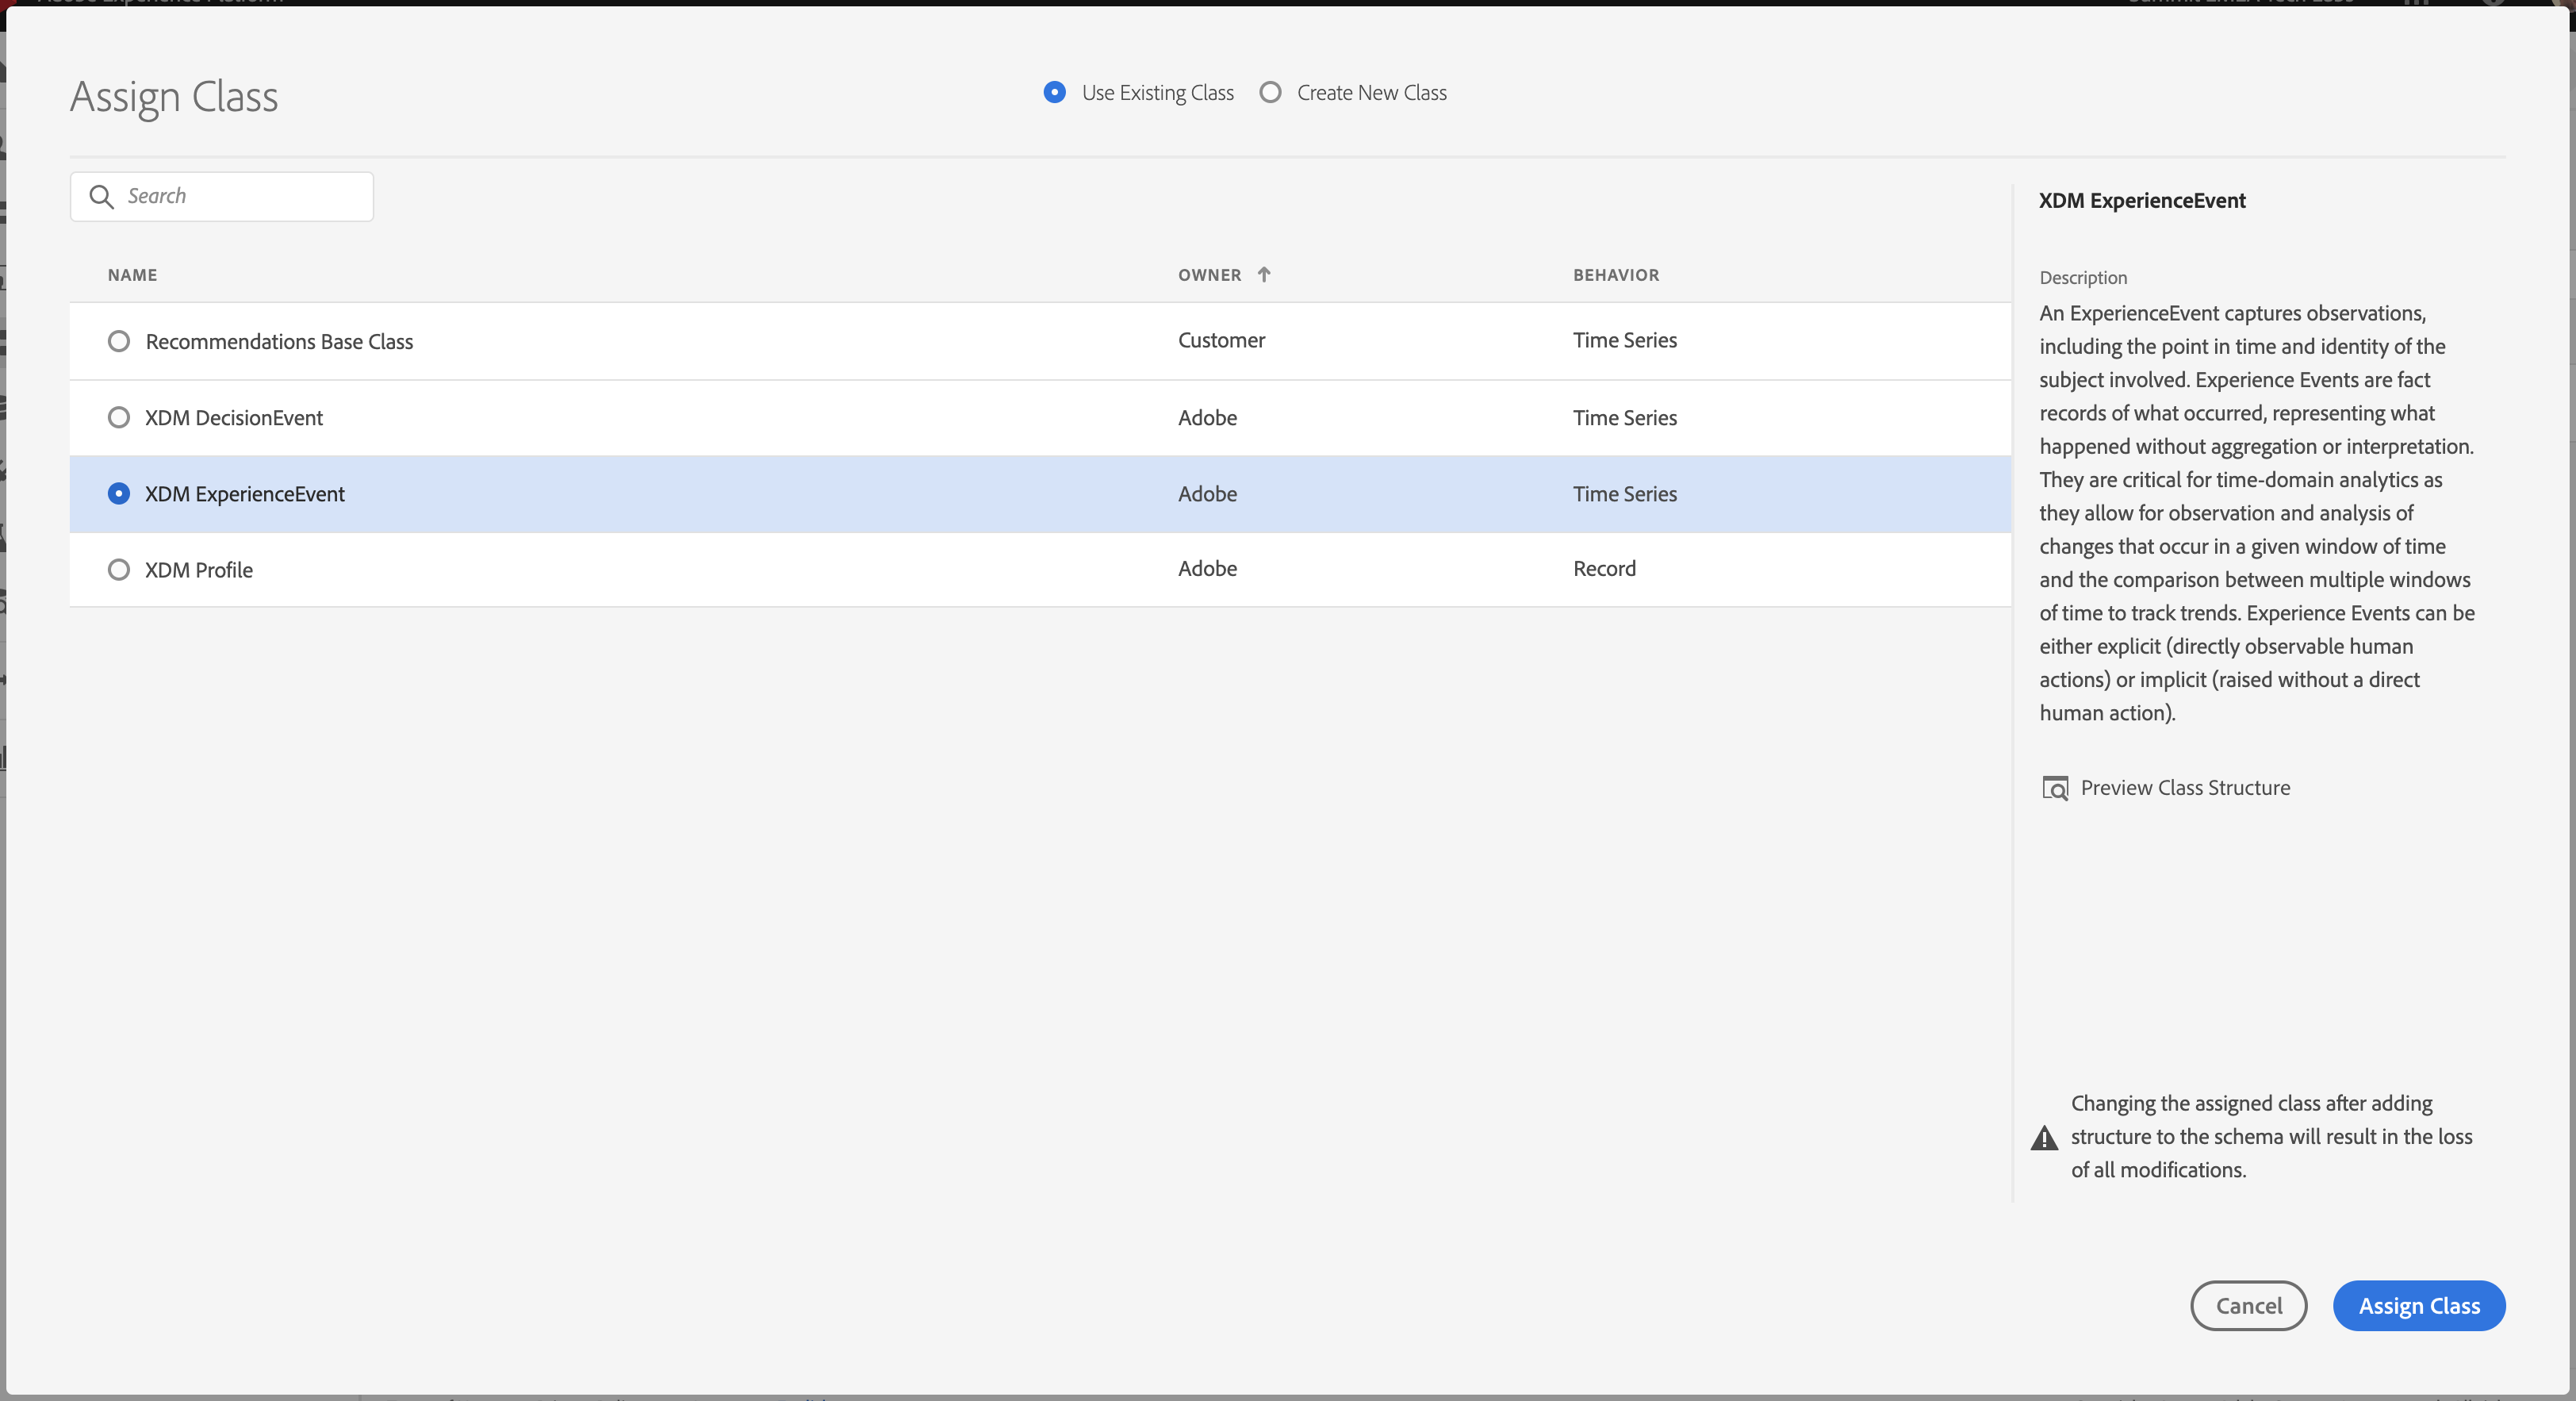 Assign Class
Use Existing Class
Create New Class
Search
NAME
OWNER
BEHAVIOR
Recommendations Base Class
Customer
Time Series
XDM DecisionEvent
Adobe
Time Series
XDM ExperienceEvent
Adobe
Time Series
XDM Profile
Adobe
Record
XDM ExperienceEvent
Description
An ExperienceEvent captures observations,
including the point in time and identity of the
subject involved. Experience Events are fact
records of what occurred, representing what
happened without aggregation or interpretation.
They are critical for time-domain analytics as
they allow for observation and analysis of
changes that occur in a given window of time
and the comparison between multiple windows
of time to track trends. Experience Events can be
either explicit (directly observable human
actions) or implicit (raised without a direct
human action).
Preview Class Structure
Changing the assigned class after adding
structure to the schema will result in the loss
of all modifications.
Cancel
Assign Class